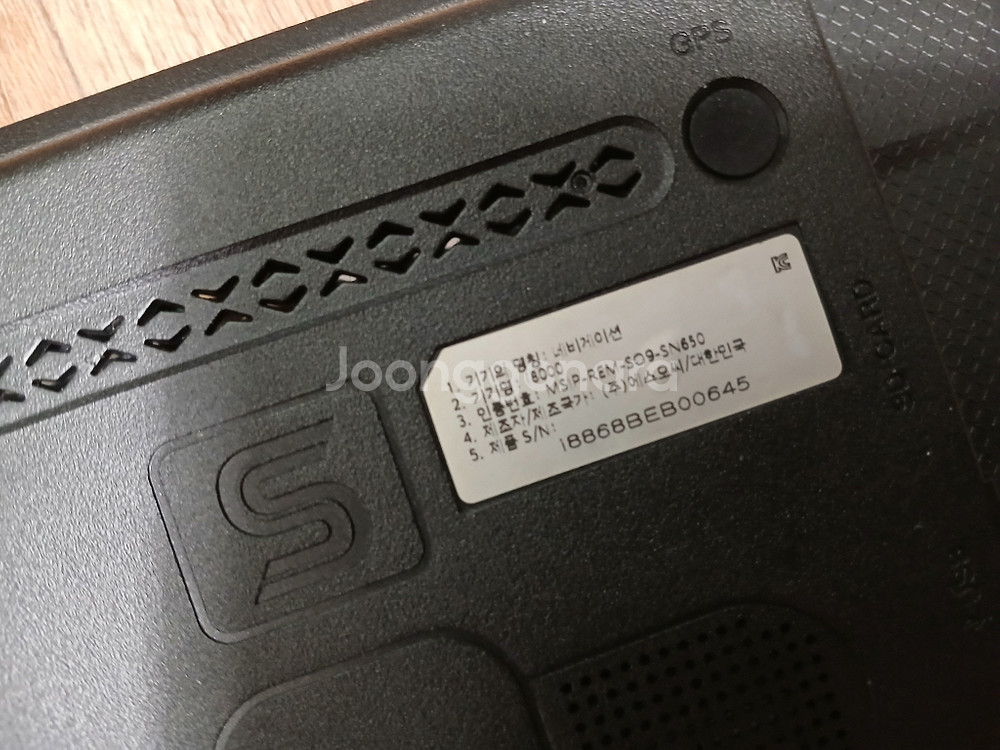 GPS
1. 기기의 명칭: 네비게이션
2. 기기명: 8000
3. 인증번호: MSIP-REM-SO9-SN650
4. 제조자/제조국가: (주)에스오씨/대한민국
5. 제품 S/N:
18868BEB00645
SD-CARD
USB
Joonggonara